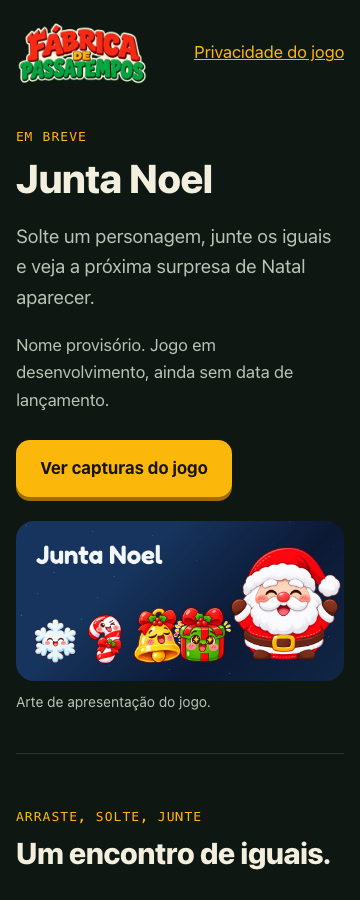 FÁBRICA
DE
PASSATEMPOS
Privacidade do jogo
EM BREVE
Junta Noel
Solte um personagem, junte os iguais
e veja a próxima surpresa de Natal
aparecer.
Nome provisório. Jogo em
desenvolvimento, ainda sem data de
lançamento.
Ver capturas do jogo
Junta Noel
Arte de apresentação do jogo.
ARRASTE, SOLTE, JUNTE
Um encontro de iguais.